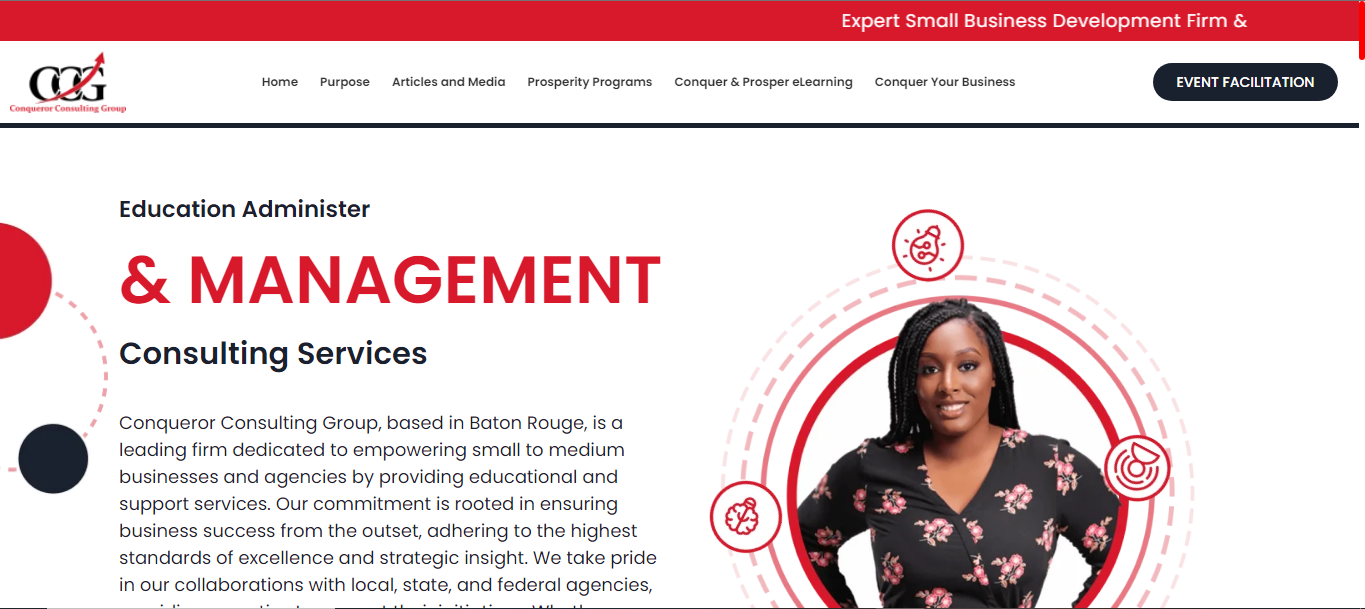 Expert Small Business Development Firm &
CCG
Conqueror Consulting Group
Home
Purpose
Articles and Media
Prosperity Programs
Conquer & Prosper eLearning
Conquer Your Business
EVENT FACILITATION
Education Administer
& MANAGEMENT
Consulting Services
Conqueror Consulting Group, based in Baton Rouge, is a
leading firm dedicated to empowering small to medium
businesses and agencies by providing educational and
support services. Our commitment is rooted in ensuring
business success from the outset, adhering to the highest
standards of excellence and strategic insight. We take pride
in our collaborations with local, state, and federal agencies,